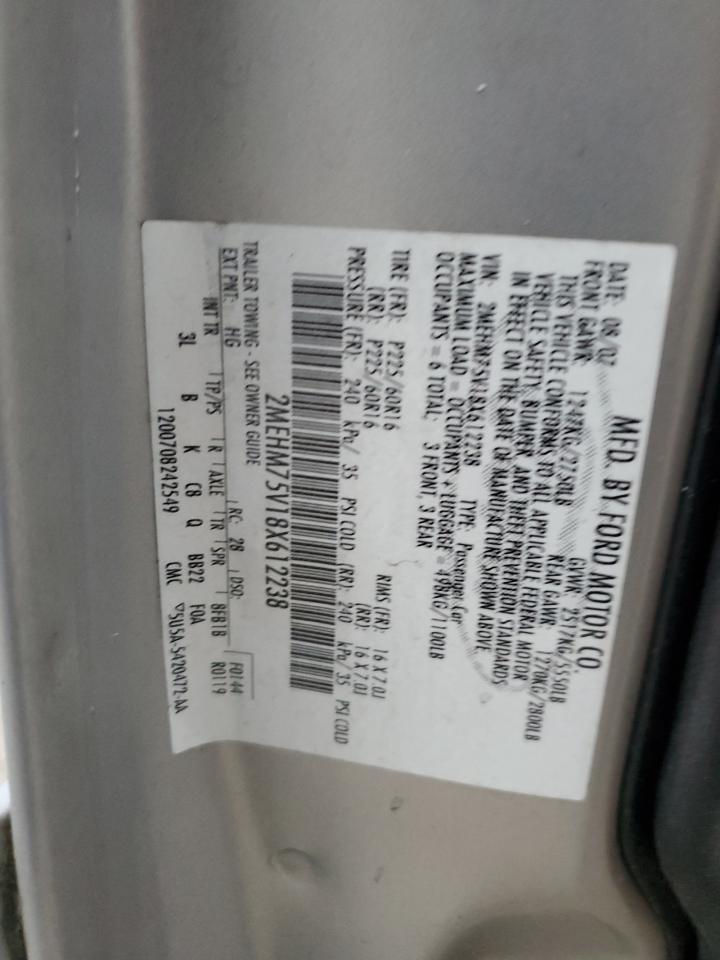 MFD. BY FORD MOTOR CO
DATE: 08/07 GVWR: 2517KG/5550LB
FRONT GAWR: 1248KG/2750LB REAR GAWR: 1270KG/2800LB
THIS VEHICLE CONFORMS TO ALL APPLICABLE FEDERAL MOTOR
VEHICLE SAFETY, BUMPER AND THEFT PREVENTION STANDARDS
IN EFFECT ON THE DATE OF MANUFACTURE SHOWN ABOVE.
VIN: 2MEHM75V18X612238 TYPE: Passenger Car
MAXIMUM LOAD = OCCUPANTS + LUGGAGE = 498KG/1100LB
OCCUPANTS = 6 TOTAL: 3 FRONT, 3 REAR
TIRE (FR): P225/60R16 RIMS (FR): 16 X 7.0J
(RR): P225/60R16 (RR): 16 X 7.0J
PRESSURE (FR): 240 kPa/ 35 PSI COLD (RR): 240 kPa/35 PSI COLD
2MEHM75V18X612238
TRAILER TOWING - SEE OWNER GUIDE
EXT PNT: HG RC: 28 DSO: F0144
INT TR TP/PS R AXLE TR SPR 8FB1B R0119
3L B K C8 Q BB22 FOA
1200708242549 CMC ▽5U5A-5420472-AA